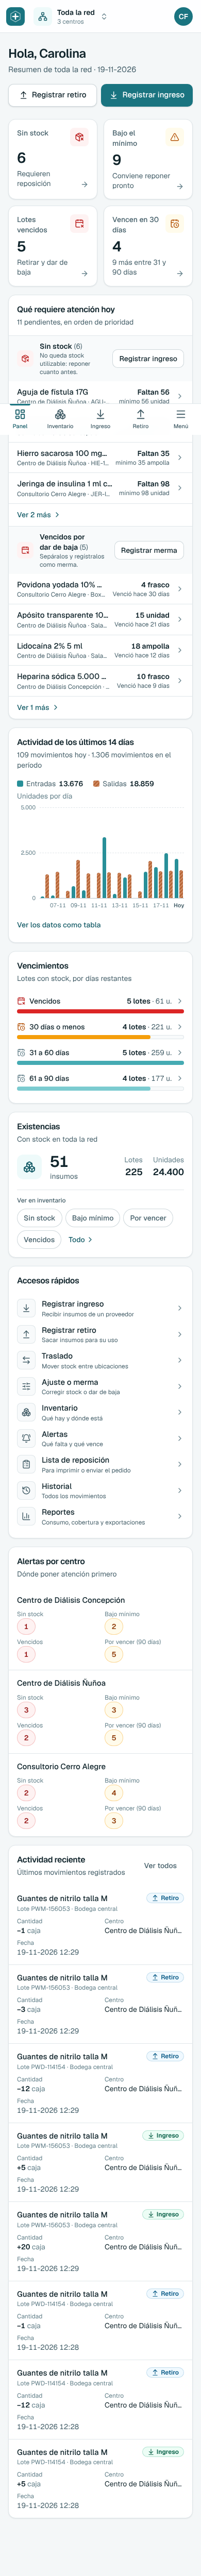 Toda la red
3 centros
CF
Hola, Carolina
Resumen de toda la red · 19-11-2026
Registrar retiro
Registrar ingreso
Sin stock
6
Requieren reposición
Bajo el mínimo
9
Conviene reponer pronto
Lotes vencidos
5
Retirar y dar de baja
Vencen en 30 días
4
9 más entre 31 y 90 días
Qué requiere atención hoy
11 pendientes, en orden de prioridad
Sin stock (6)
No queda stock utilizable: reponer cuanto antes.
Registrar ingreso
Aguja de fístula 17G
Faltan 56
mínimo 56 unidad
Panel
Inventario
Ingreso
Retiro
Menú
Hierro sacarosa 100 mg...
Faltan 35
Centro de Diálisis Ñuñoa · HIE-1...
mínimo 35 ampolla
Jeringa de insulina 1 ml c...
Faltan 98
Consultorio Cerro Alegre · JER-I...
mínimo 98 unidad
Ver 2 más
Vencidos por dar de baja (5)
Sepáralos y regístralos como merma.
Registrar merma
Povidona yodada 10% ...
4 frasco
Consultorio Cerro Alegre · Box...
Venció hace 30 días
Apósito transparente 10...
15 unidad
Centro de Diálisis Ñuñoa · Sala...
Venció hace 21 días
Lidocaína 2% 5 ml
18 ampolla
Centro de Diálisis Ñuñoa · Sala...
Venció hace 12 días
Heparina sódica 5.000 ...
10 frasco
Centro de Diálisis Concepción · ...
Venció hace 9 días
Ver 1 más
Actividad de los últimos 14 días
109 movimientos hoy · 1.306 movimientos en el período
Entradas 13.676
Salidas 18.859
Unidades por día
5.000
2.500
0
07-11
09-11
11-11
13-11
15-11
17-11
Hoy
Ver los datos como tabla
Vencimientos
Lotes con stock, por días restantes
Vencidos
5 lotes · 61 u.
30 días o menos
4 lotes · 221 u.
31 a 60 días
5 lotes · 259 u.
61 a 90 días
4 lotes · 177 u.
Existencias
Con stock en toda la red
51
insumos
Lotes
225
Unidades
24.400
Ver en inventario
Sin stock
Bajo mínimo
Por vencer
Vencidos
Todo
Accesos rápidos
Registrar ingreso
Recibir insumos de un proveedor
Registrar retiro
Sacar insumos para su uso
Traslado
Mover stock entre ubicaciones
Ajuste o merma
Corregir stock o dar de baja
Inventario
Qué hay y dónde está
Alertas
Qué falta y qué vence
Lista de reposición
Para imprimir o enviar el pedido
Historial
Todos los movimientos
Reportes
Consumo, cobertura y exportaciones
Alertas por centro
Dónde poner atención primero
Centro de Diálisis Concepción
Sin stock
1
Bajo mínimo
2
Vencidos
1
Por vencer (90 días)
5
Centro de Diálisis Ñuñoa
Sin stock
3
Bajo mínimo
3
Vencidos
2
Por vencer (90 días)
5
Consultorio Cerro Alegre
Sin stock
2
Bajo mínimo
4
Vencidos
2
Por vencer (90 días)
3
Actividad reciente
Últimos movimientos registrados
Ver todos
Guantes de nitrilo talla M
Retiro
Lote PWM-156053 · Bodega central
Cantidad
−1 caja
Centro
Centro de Diálisis Ñuñ...
Fecha
19-11-2026 12:29
Guantes de nitrilo talla M
Retiro
Lote PWM-156053 · Bodega central
Cantidad
−3 caja
Centro
Centro de Diálisis Ñuñ...
Fecha
19-11-2026 12:29
Guantes de nitrilo talla M
Retiro
Lote PWD-114154 · Bodega central
Cantidad
−12 caja
Centro
Centro de Diálisis Ñuñ...
Fecha
19-11-2026 12:29
Guantes de nitrilo talla M
Ingreso
Lote PWM-156053 · Bodega central
Cantidad
+5 caja
Centro
Centro de Diálisis Ñuñ...
Fecha
19-11-2026 12:29
Guantes de nitrilo talla M
Ingreso
Lote PWM-156053 · Bodega central
Cantidad
+20 caja
Centro
Centro de Diálisis Ñuñ...
Fecha
19-11-2026 12:29
Guantes de nitrilo talla M
Retiro
Lote PWD-114154 · Bodega central
Cantidad
−1 caja
Centro
Centro de Diálisis Ñuñ...
Fecha
19-11-2026 12:28
Guantes de nitrilo talla M
Retiro
Lote PWD-114154 · Bodega central
Cantidad
−12 caja
Centro
Centro de Diálisis Ñuñ...
Fecha
19-11-2026 12:28
Guantes de nitrilo talla M
Ingreso
Lote PWD-114154 · Bodega central
Cantidad
+5 caja
Centro
Centro de Diálisis Ñuñ...
Fecha
19-11-2026 12:28